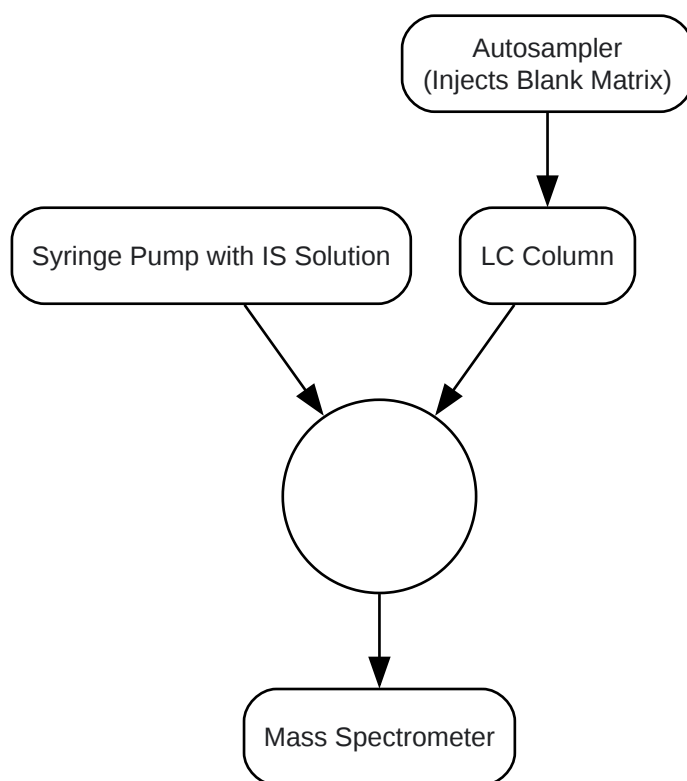 Autosampler
(Injects Blank Matrix)
Syringe Pump with IS Solution
LC Column
Mass Spectrometer